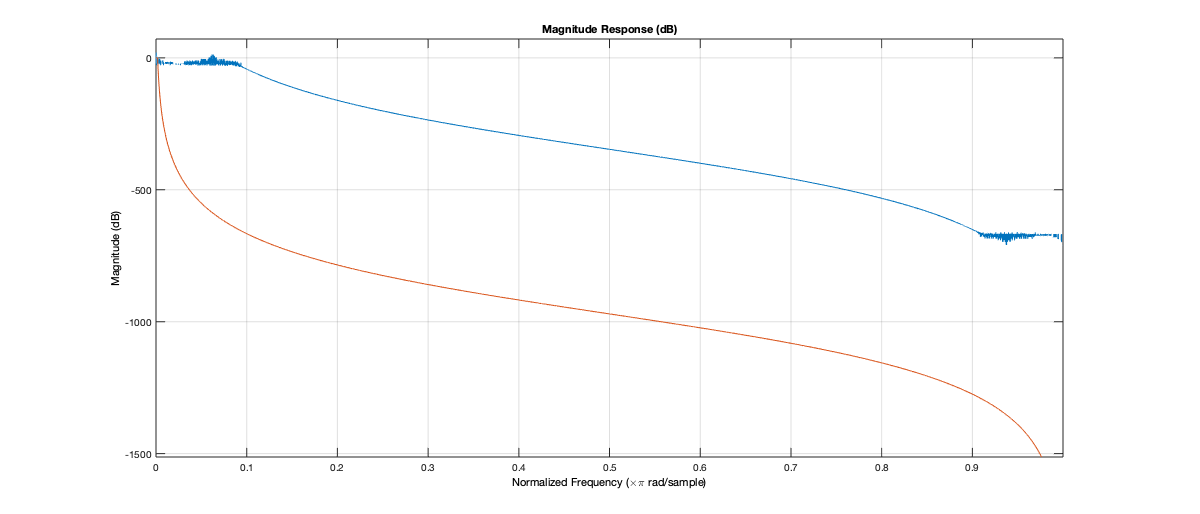 Magnitude Response (dB)
0
-500
-1000
-1500
Magnitude (dB)
0 0.1 0.2 0.3 0.4 0.5 0.6 0.7 0.8 0.9
Normalized Frequency (×π rad/sample)